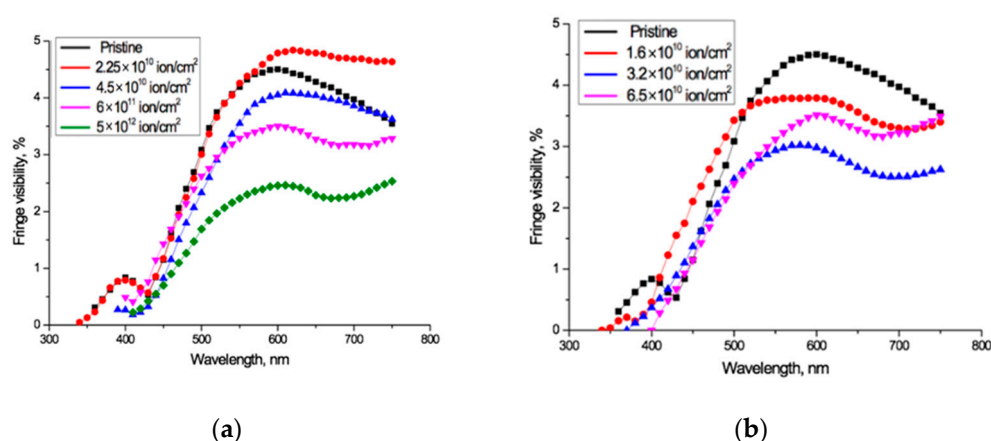 Pristine
2.25×10¹⁰ ion/cm²
4.5×10¹⁰ ion/cm²
6×10¹¹ ion/cm²
5×10¹² ion/cm²
Fringe visibility, %
5
4
3
2
1
0
300 400 500 600 700 800
Wavelength, nm
(a)
Pristine
1.6×10¹⁰ ion/cm²
3.2×10¹⁰ ion/cm²
6.5×10¹⁰ ion/cm²
Fringe visibility, %
5
4
3
2
1
0
300 400 500 600 700 800
Wavelength, nm
(b)